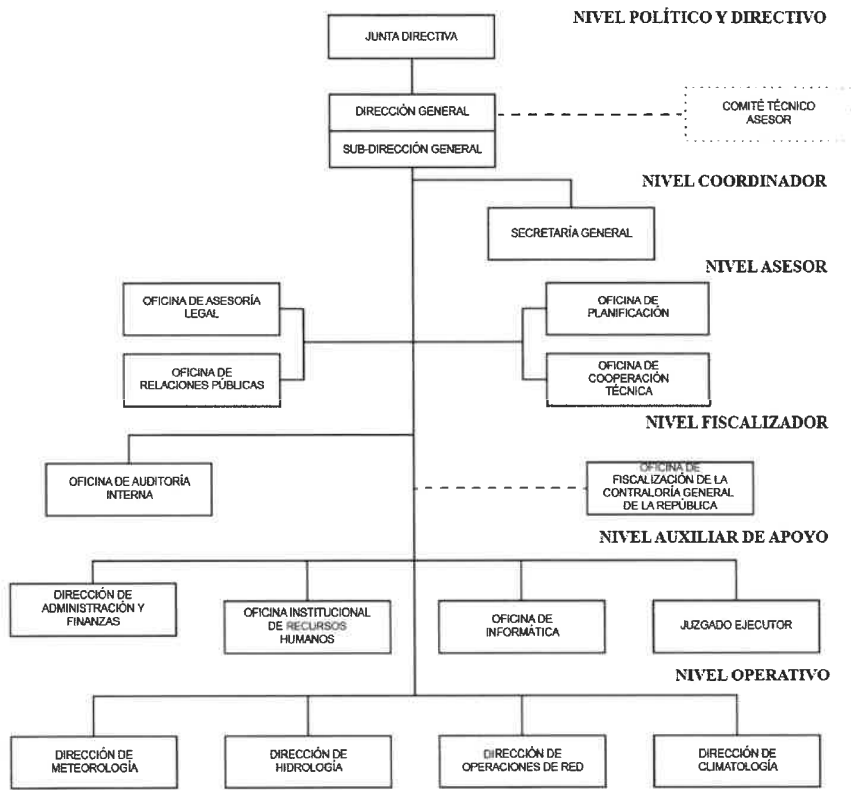 NIVEL POLÍTICO Y DIRECTIVO
JUNTA DIRECTIVA
DIRECCIÓN GENERAL
COMITÉ TÉCNICO
ASESOR
SUB-DIRECCIÓN GENERAL
NIVEL COORDINADOR
SECRETARÍA GENERAL
NIVEL ASESOR
OFICINA DE ASESORÍA
LEGAL
OFICINA DE
PLANIFICACIÓN
OFICINA DE
RELACIONES PÚBLICAS
OFICINA DE
COOPERACIÓN
TÉCNICA
NIVEL FISCALIZADOR
OFICINA DE AUDITORÍA
INTERNA
OFICINA DE
FISCALIZACIÓN DE LA
CONTRALORÍA GENERAL
DE LA REPÚBLICA
NIVEL AUXILIAR DE APOYO
DIRECCIÓN DE
ADMINISTRACIÓN Y
FINANZAS
OFICINA INSTITUCIONAL
DE RECURSOS
HUMANOS
OFICINA DE
INFORMÁTICA
JUZGADO EJECUTOR
NIVEL OPERATIVO
DIRECCIÓN DE
METEOROLOGÍA
DIRECCIÓN DE
HIDROLOGÍA
DIRECCIÓN DE
OPERACIONES DE RED
DIRECCIÓN DE
CLIMATOLOGÍA